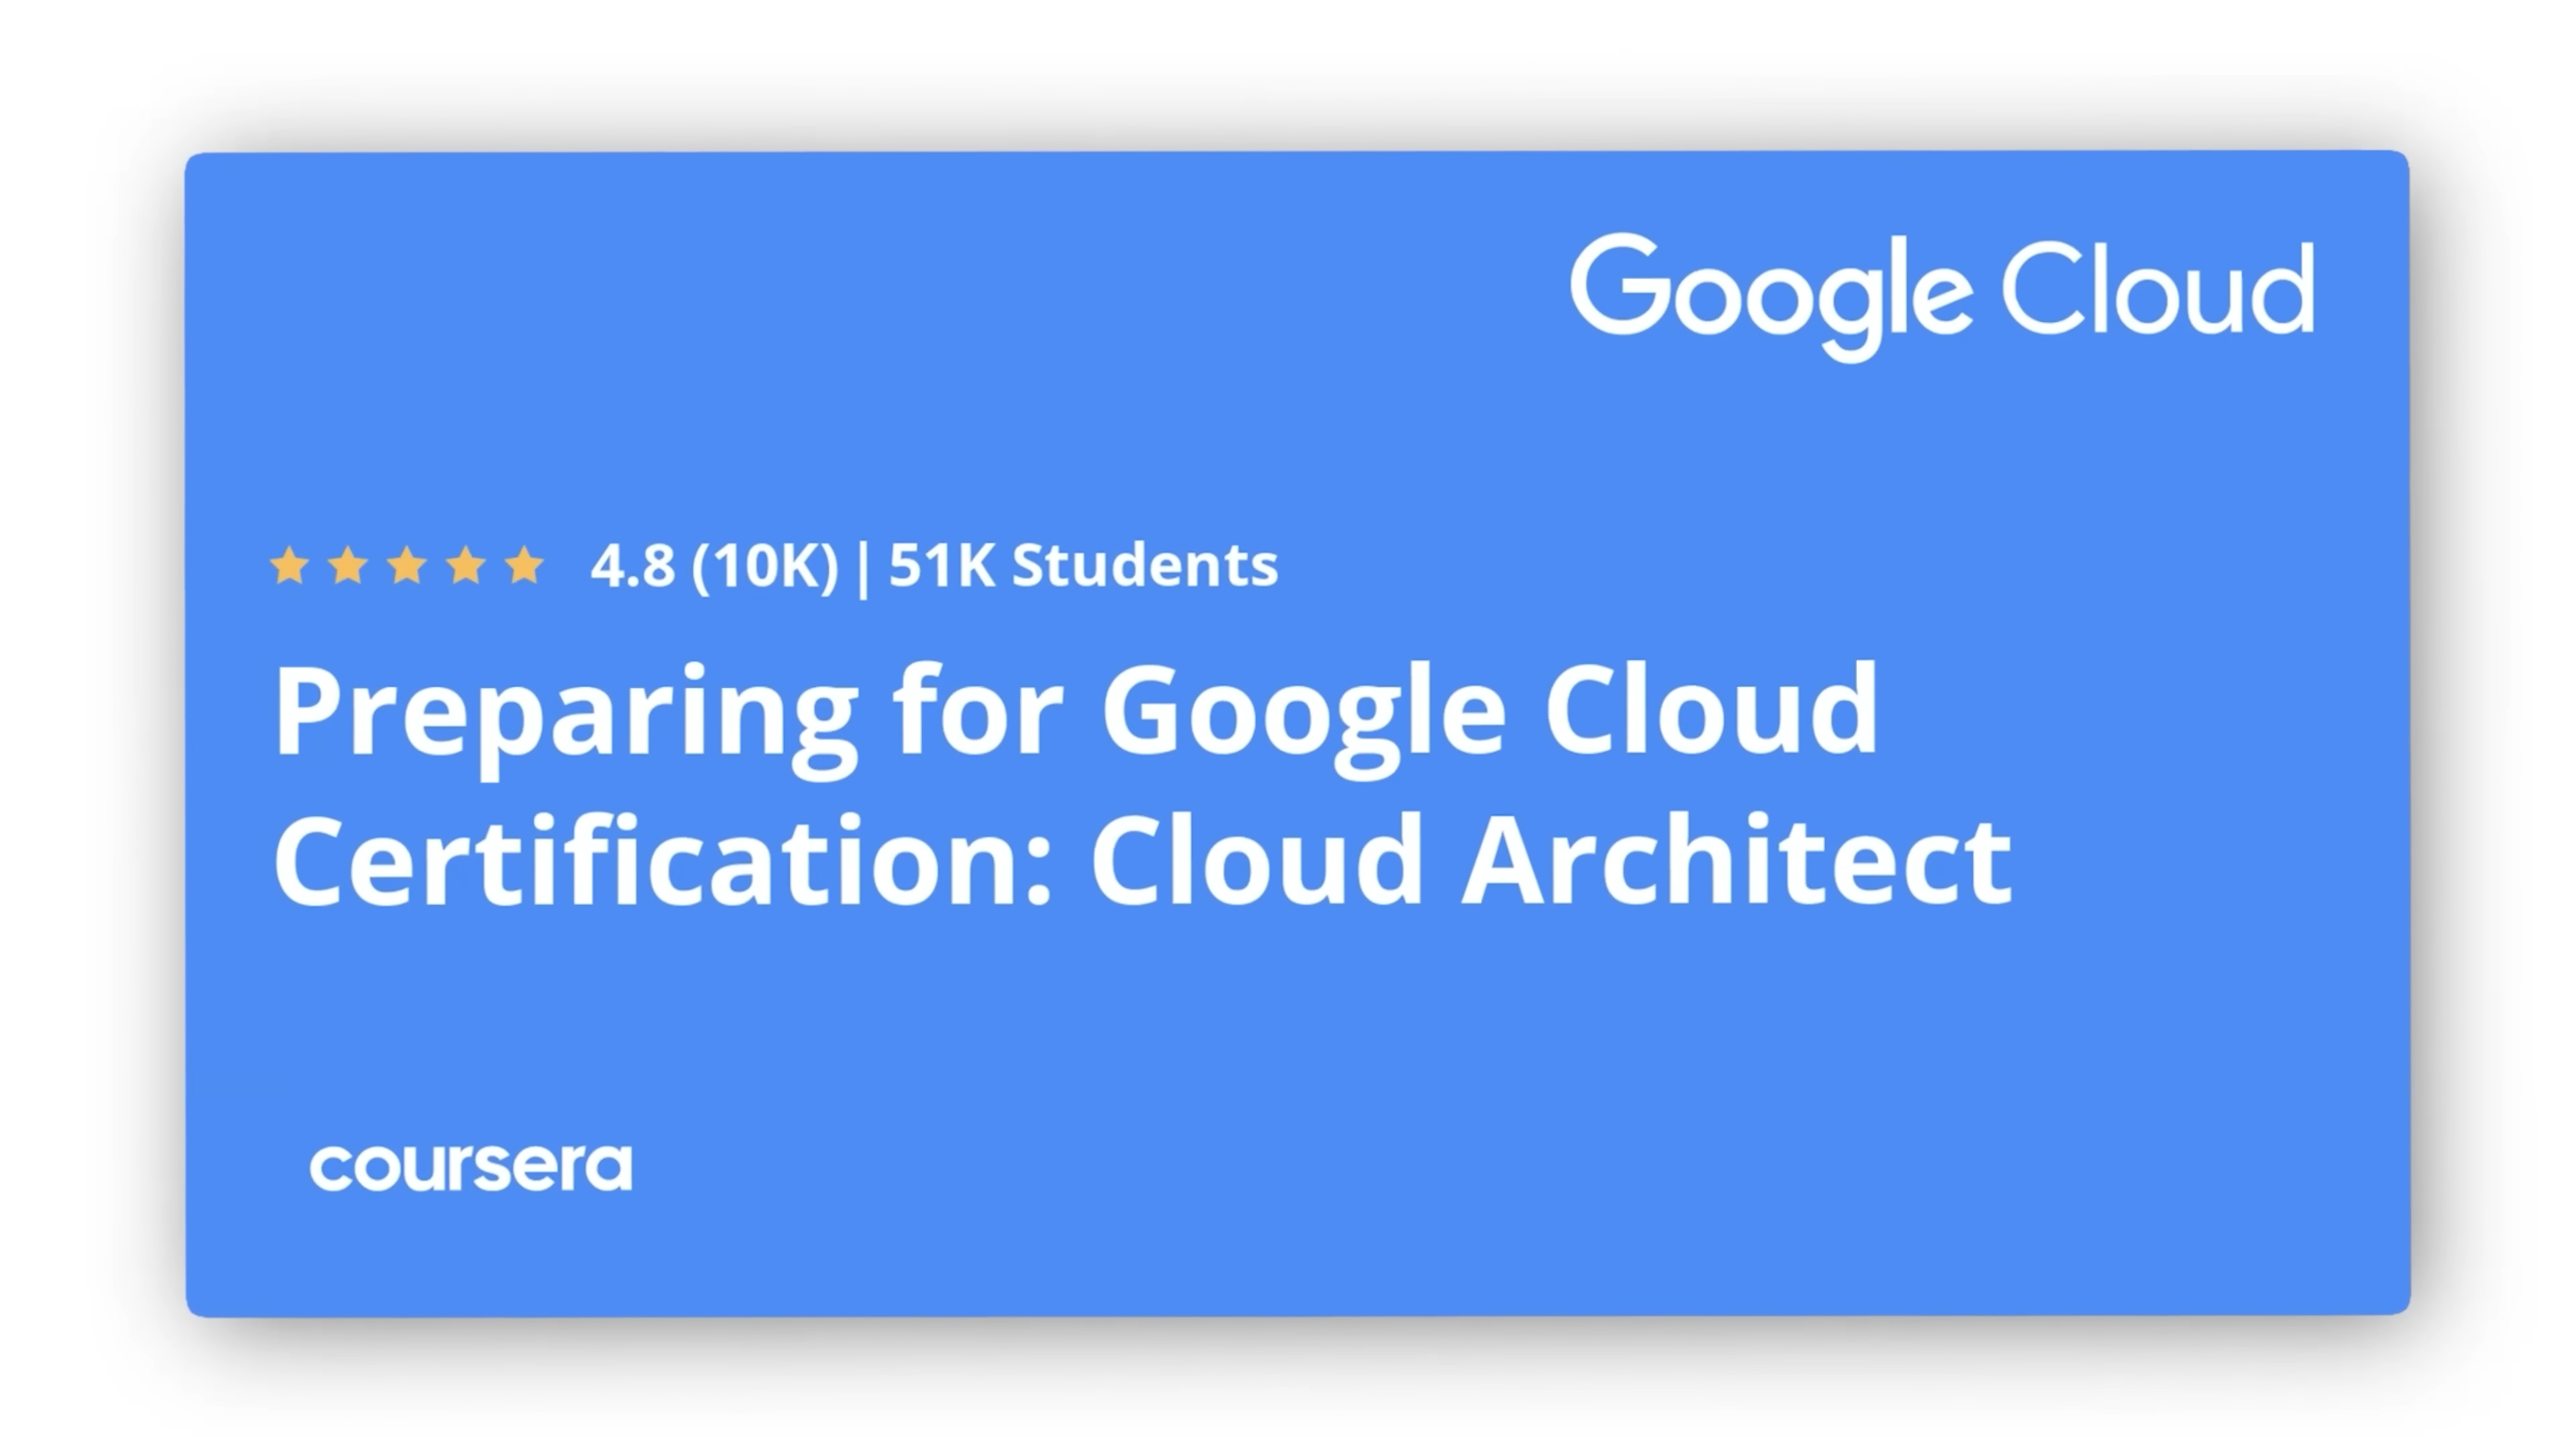 Google Cloud
4.8 (10K) | 51K Students
Preparing for Google Cloud
Certification: Cloud Architect
coursera